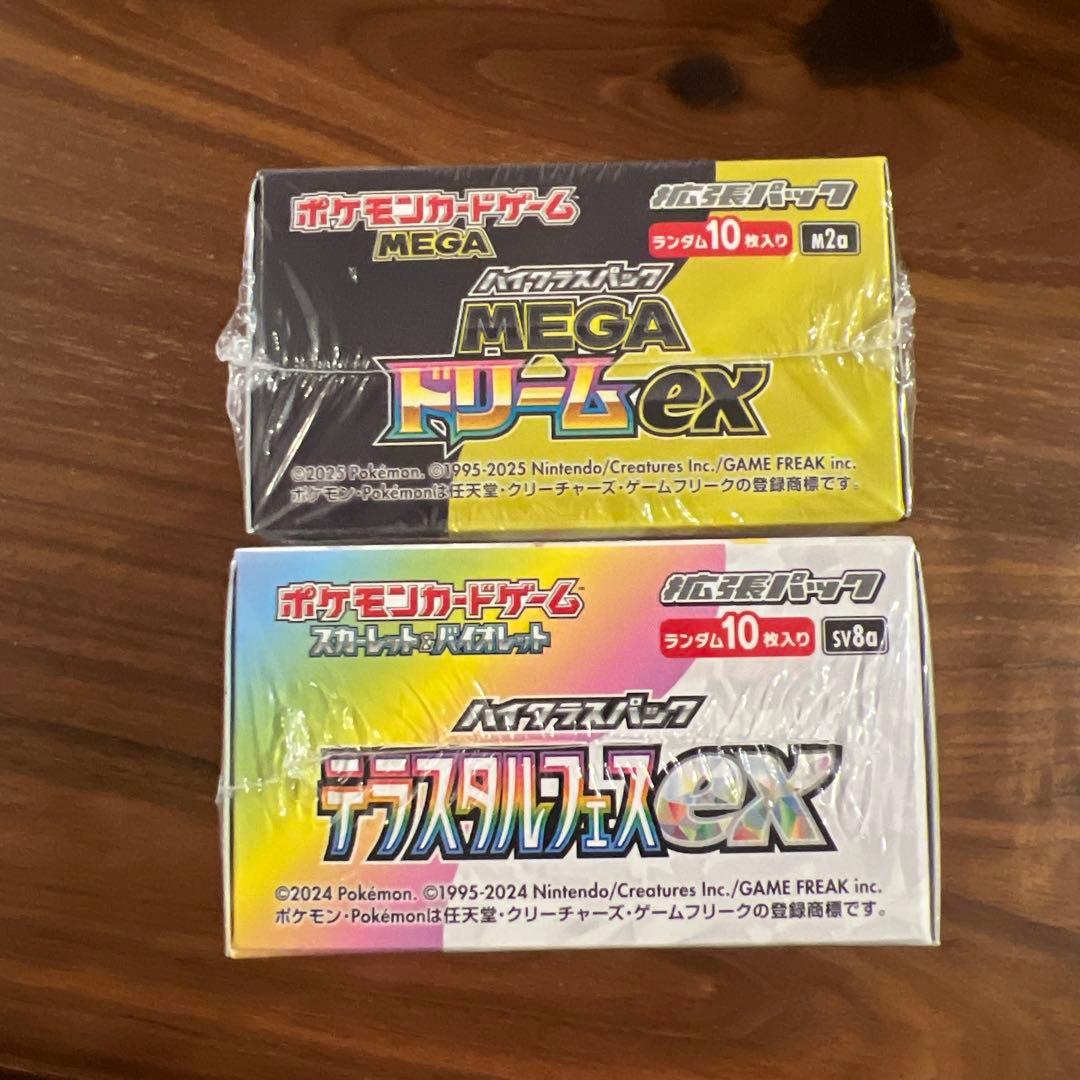 ポケモンカードゲーム
MEGA
拡張パック
ランダム10枚入り M2a
ハイクラスパック
MEGA
ドリームex
©2025 Pokémon. ©1995-2025 Nintendo/Creatures Inc./GAME FREAK inc.
ポケモン・Pokémonは任天堂・クリーチャーズ・ゲームフリークの登録商標です。
ポケモンカードゲーム
スカーレット&バイオレット
拡張パック
ランダム10枚入り SV8a
ハイクラスパック
テラスタルフェスex
©2024 Pokémon. ©1995-2024 Nintendo/Creatures Inc./GAME FREAK inc.
ポケモン・Pokémonは任天堂・クリーチャーズ・ゲームフリークの登録商標です。